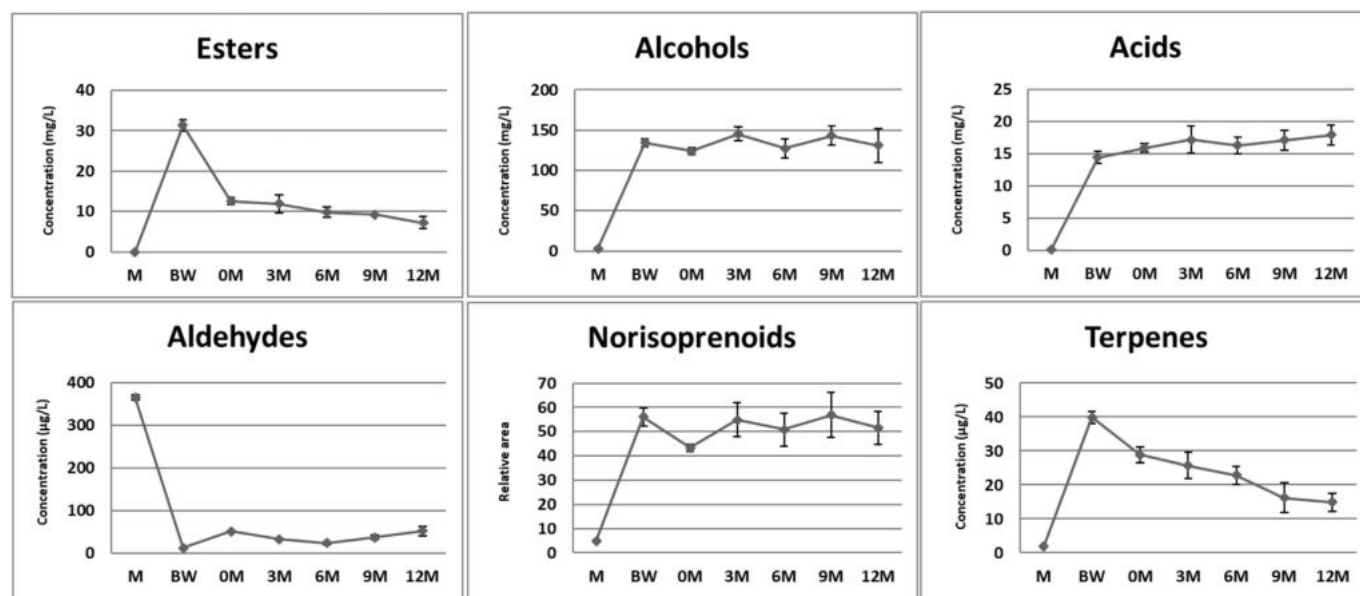 Esters
Concentration (mg/L)
40
30
20
10
0
M BW 0M 3M 6M 9M 12M
Alcohols
Concentration (mg/L)
200
150
100
50
0
M BW 0M 3M 6M 9M 12M
Acids
Concentration (mg/L)
25
20
15
10
5
0
M BW 0M 3M 6M 9M 12M
Aldehydes
Concentration (µg/L)
400
300
200
100
0
M BW 0M 3M 6M 9M 12M
Norisoprenoids
Relative area
70
60
50
40
30
20
10
0
M BW 0M 3M 6M 9M 12M
Terpenes
Concentration (µg/L)
50
40
30
20
10
0
M BW 0M 3M 6M 9M 12M